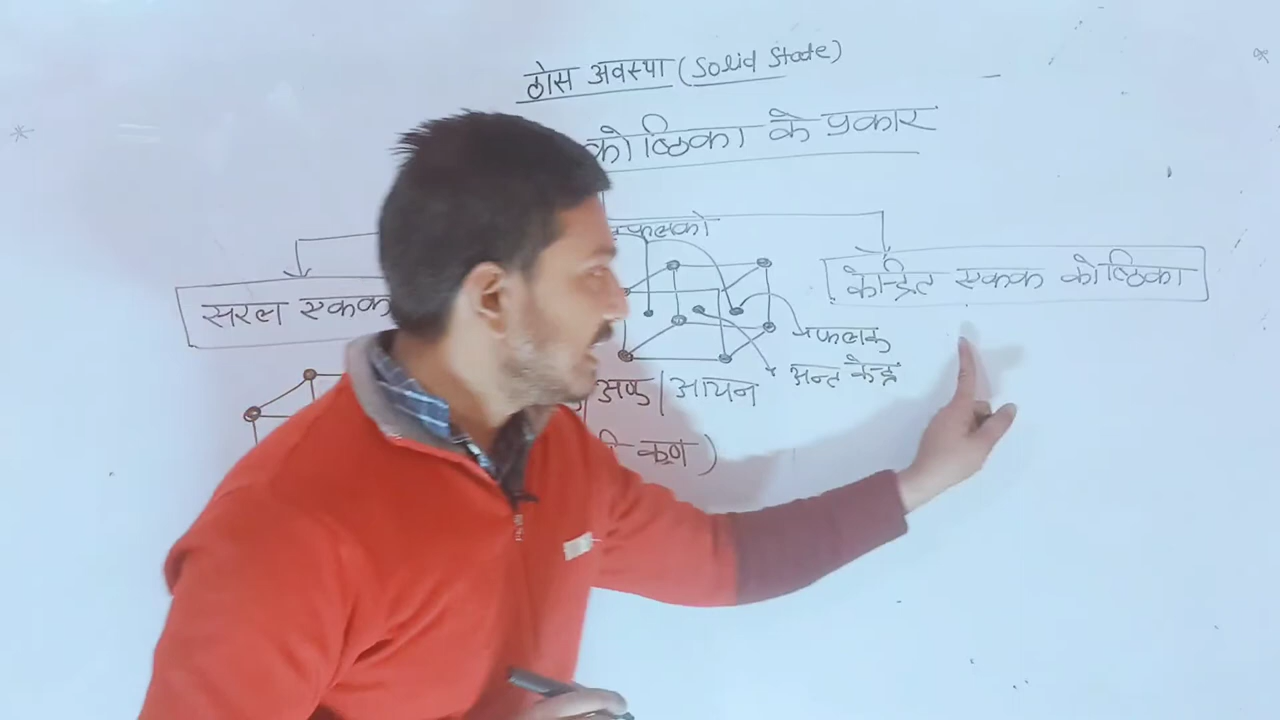 ठोस अवस्था (Solid State)
कोष्ठिका के प्रकार
फलको
केन्द्रित एकक कोष्ठिका
सरल एकक
फलक
अन्त केन्द्र
अणु | आयन
कण )